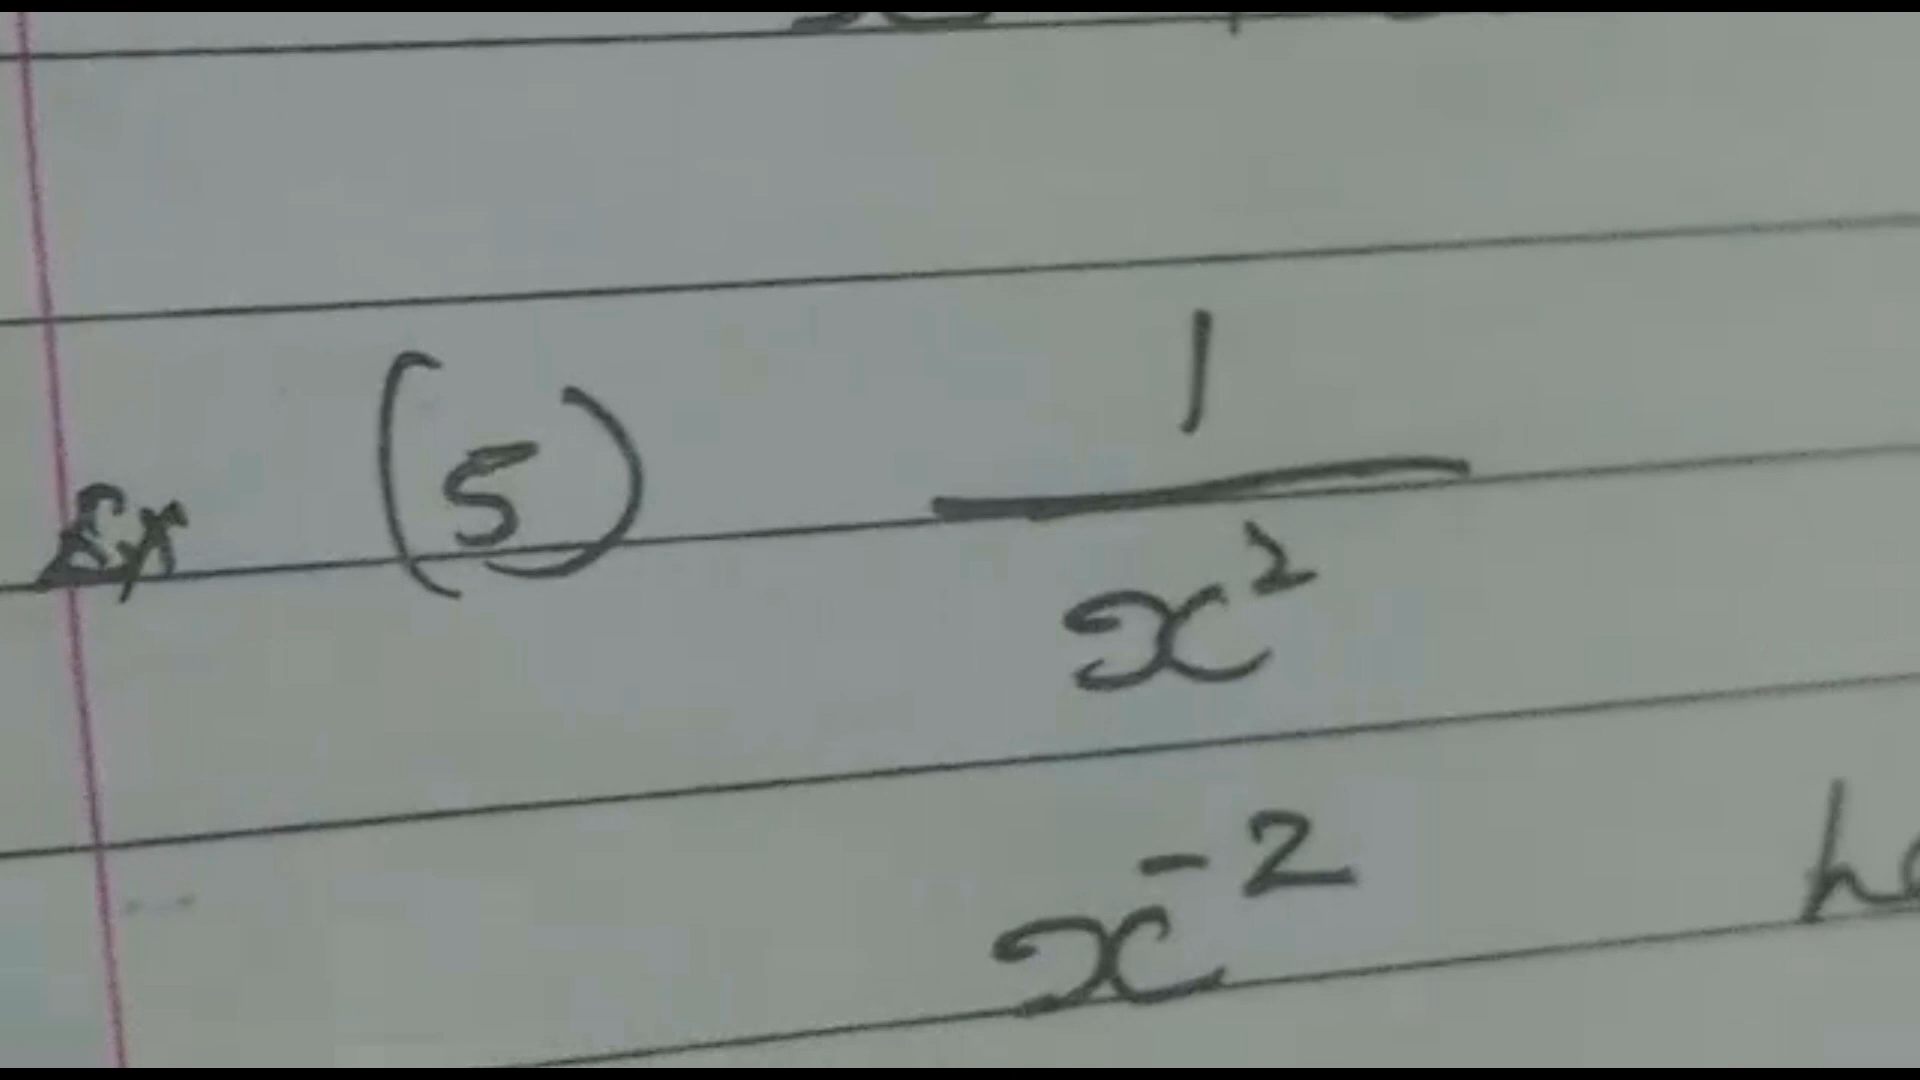 Ex (5) 1/x²
x⁻²